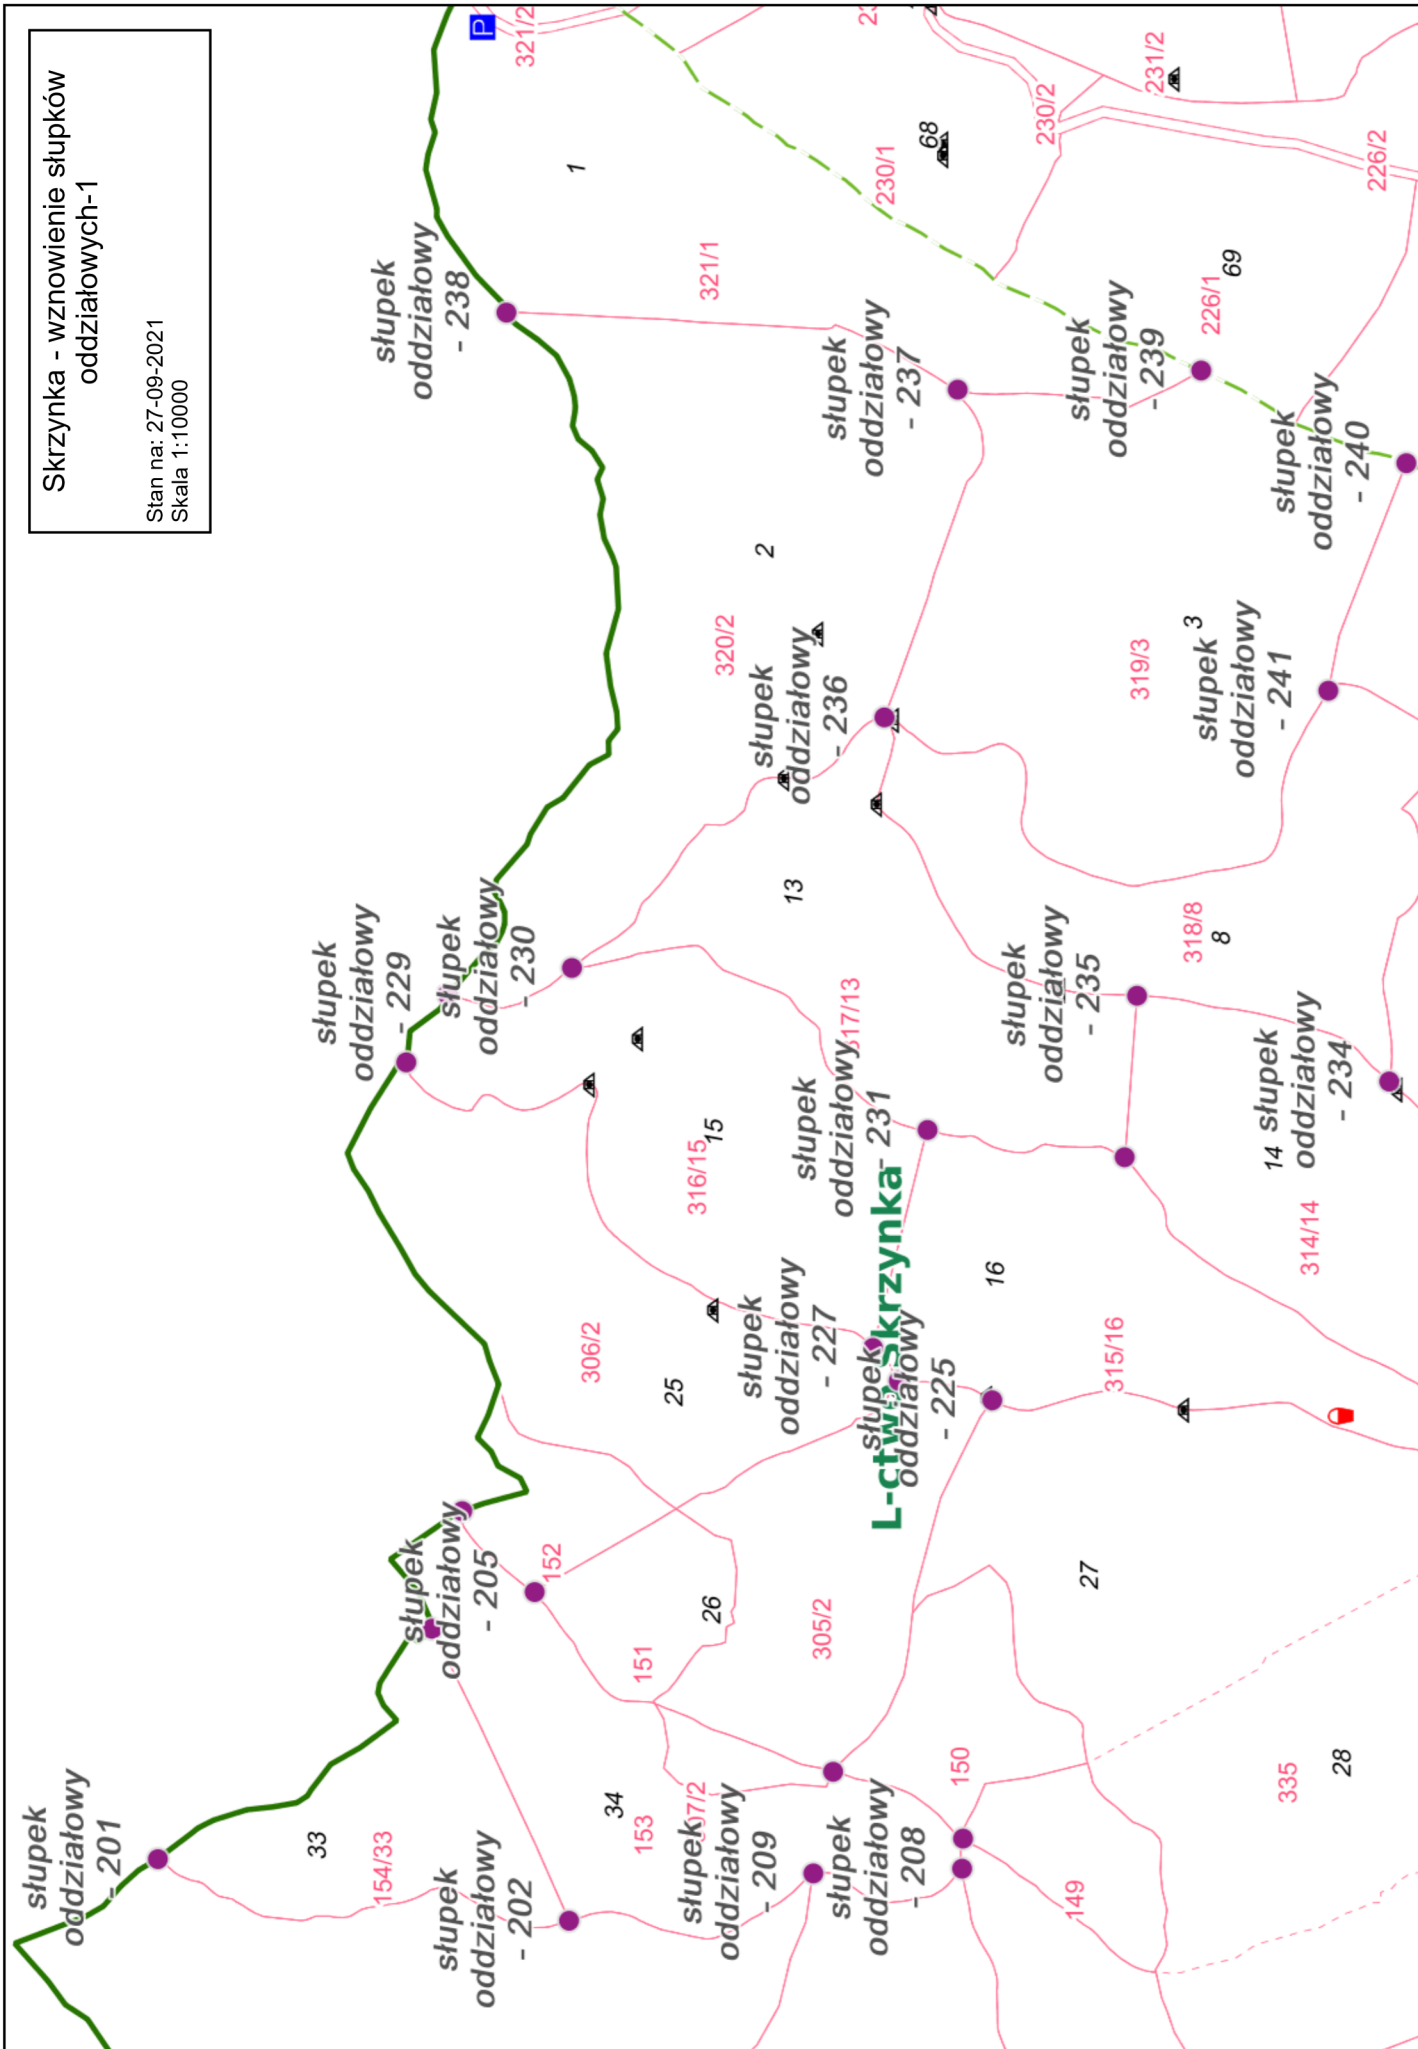 Skrzynka - wznowienie słupków
oddziałowych-1
Stan na: 27-09-2021
Skala 1:10000
P
321/2
1
321/1
słupek
oddziałowy
- 238
68
230/1
230/2
231/2
226/2
69
226/1
słupek
oddziałowy
- 237
słupek
oddziałowy
- 239
słupek
oddziałowy
- 240
2
320/2
słupek
oddziałowy
- 236
319/3
3
słupek
oddziałowy
- 241
13
słupek
oddziałowy
- 229
słupek
oddziałowy
- 230
318/8
8
słupek
oddziałowy
- 235
słupek
oddziałowy
- 234
14
314/14
15
316/15
słupek
oddziałowy
- 231
L-ctwo Skrzynka
16
315/16
słupek
oddziałowy
- 227
słupek
oddziałowy
- 225
306/2
25
152
26
151
305/2
27
słupek
oddziałowy
- 205
150
28
335
34
153
słupek
oddziałowy
- 209
słupek
oddziałowy
- 208
149
33
154/33
słupek
oddziałowy
- 201
słupek
oddziałowy
- 202